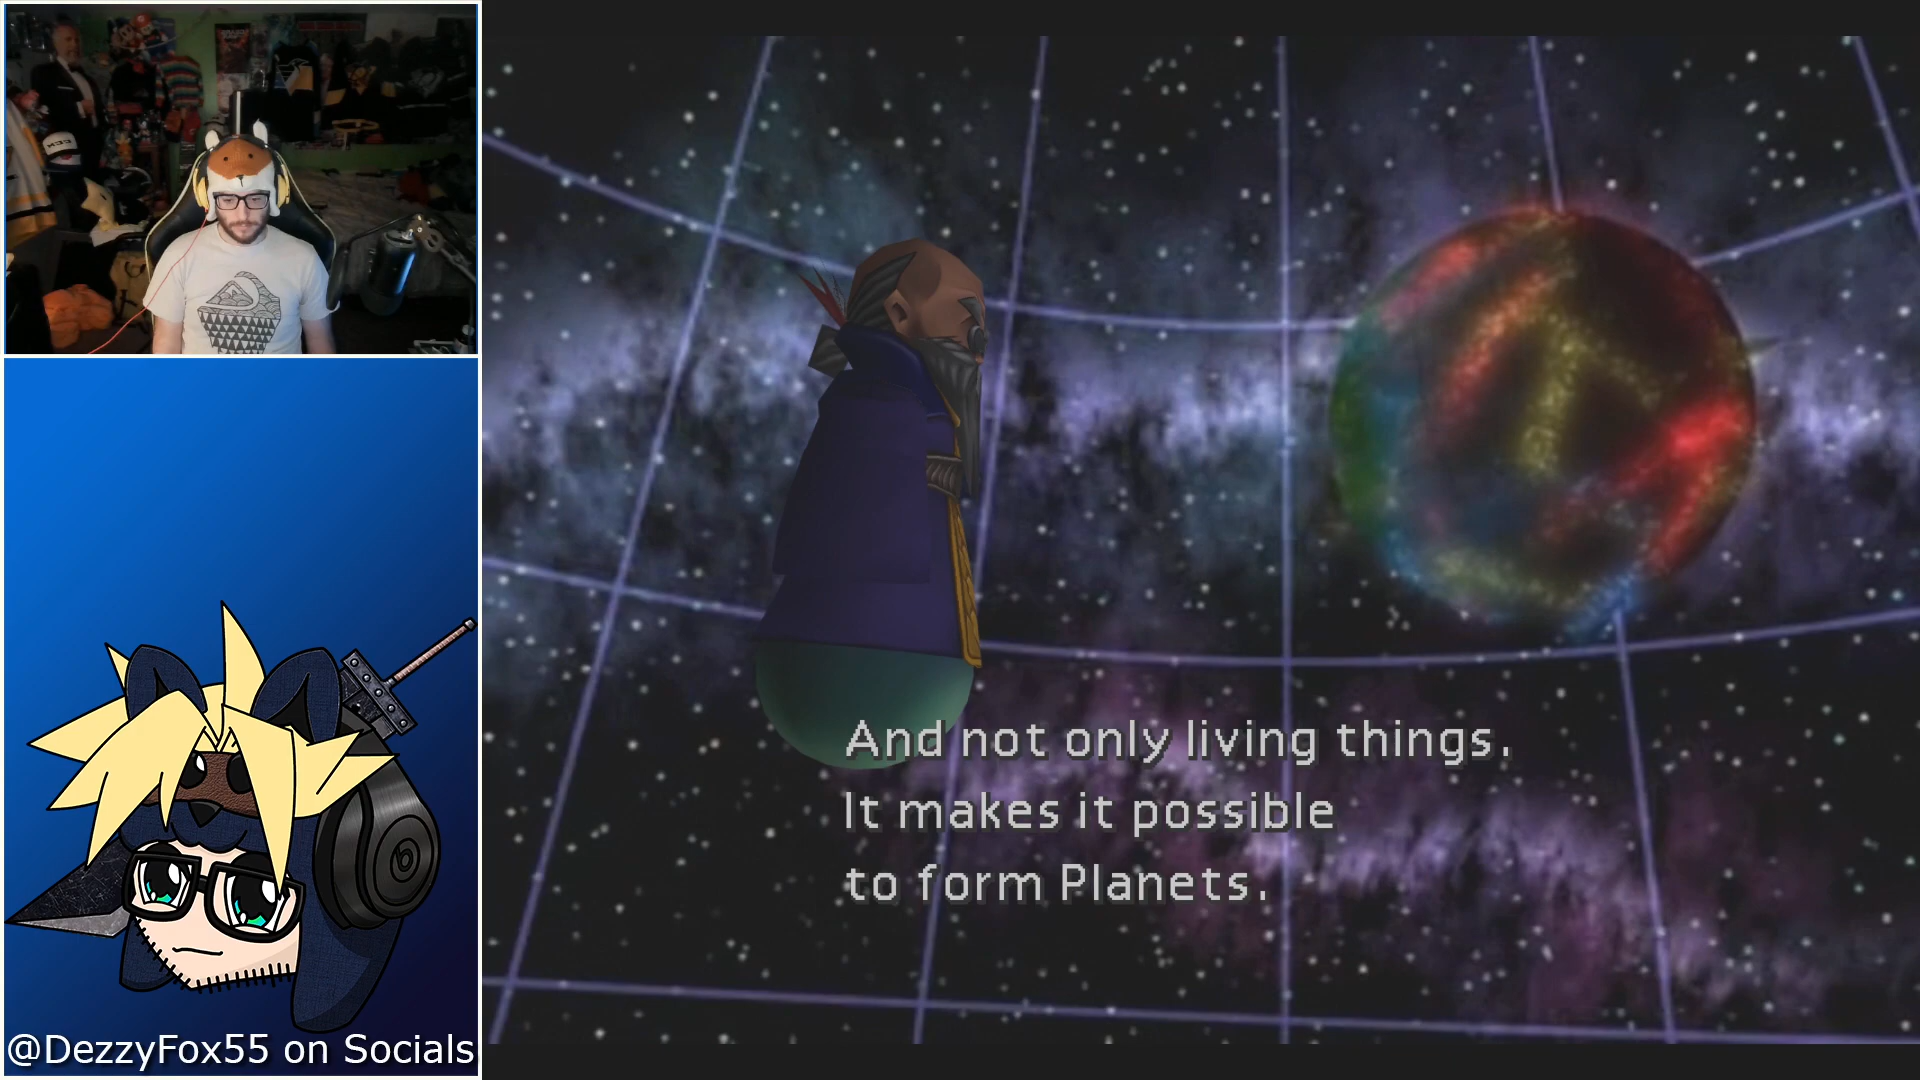 And not only living things.
It makes it possible
to form Planets.
@DezzyFox55 on Socials